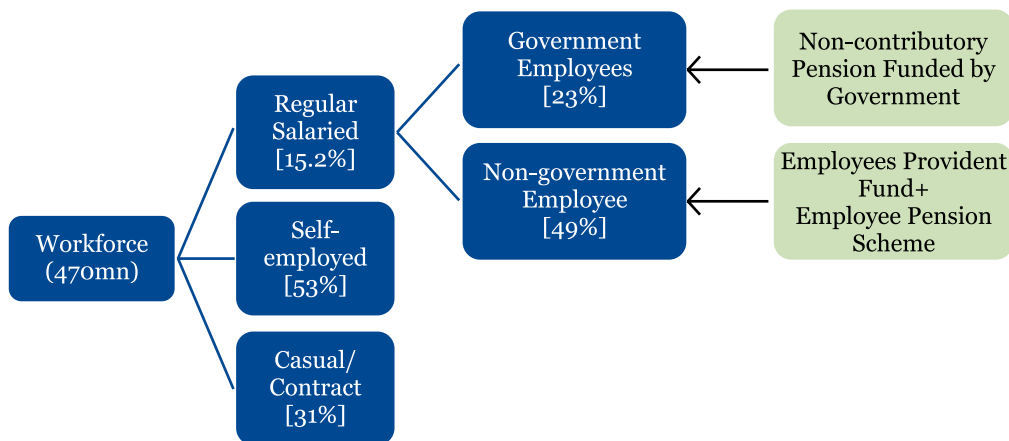 Workforce
(470mn)
Regular
Salaried
[15.2%]
Self-
employed
[53%]
Casual/
Contract
[31%]
Government
Employees
[23%]
Non-government
Employee
[49%]
Non-contributory
Pension Funded by
Government
Employees Provident
Fund+
Employee Pension
Scheme